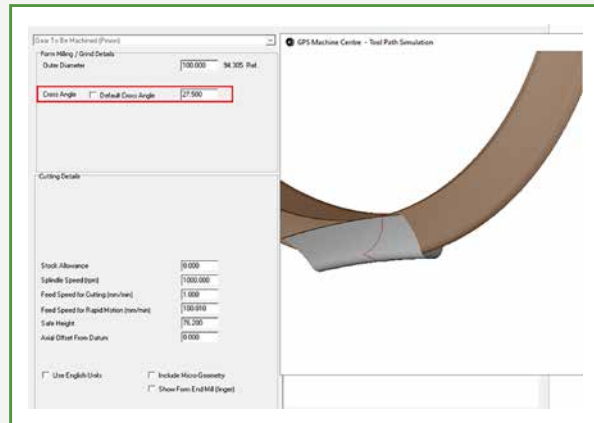 Gear To Be Machined (Pinion)
Form Milling / Grind Details
Outer Diameter 100.000 94.305 Ref.
Cross Angle Default Cross Angle 27.500
Cutting Details
Stock Allowance 0.000
Spindle Speed (rpm) 1000.000
Feed Speed for Cutting (mm/min) 1.000
Feed Speed for Rapid Motion (mm/min) 100.010
Safe Height 76.200
Axial Offset From Datum 0.000
Use English Units Include Micro Geometry
Show Form End Mill (finger)
GPS Machine Centre - Tool Path Simulation